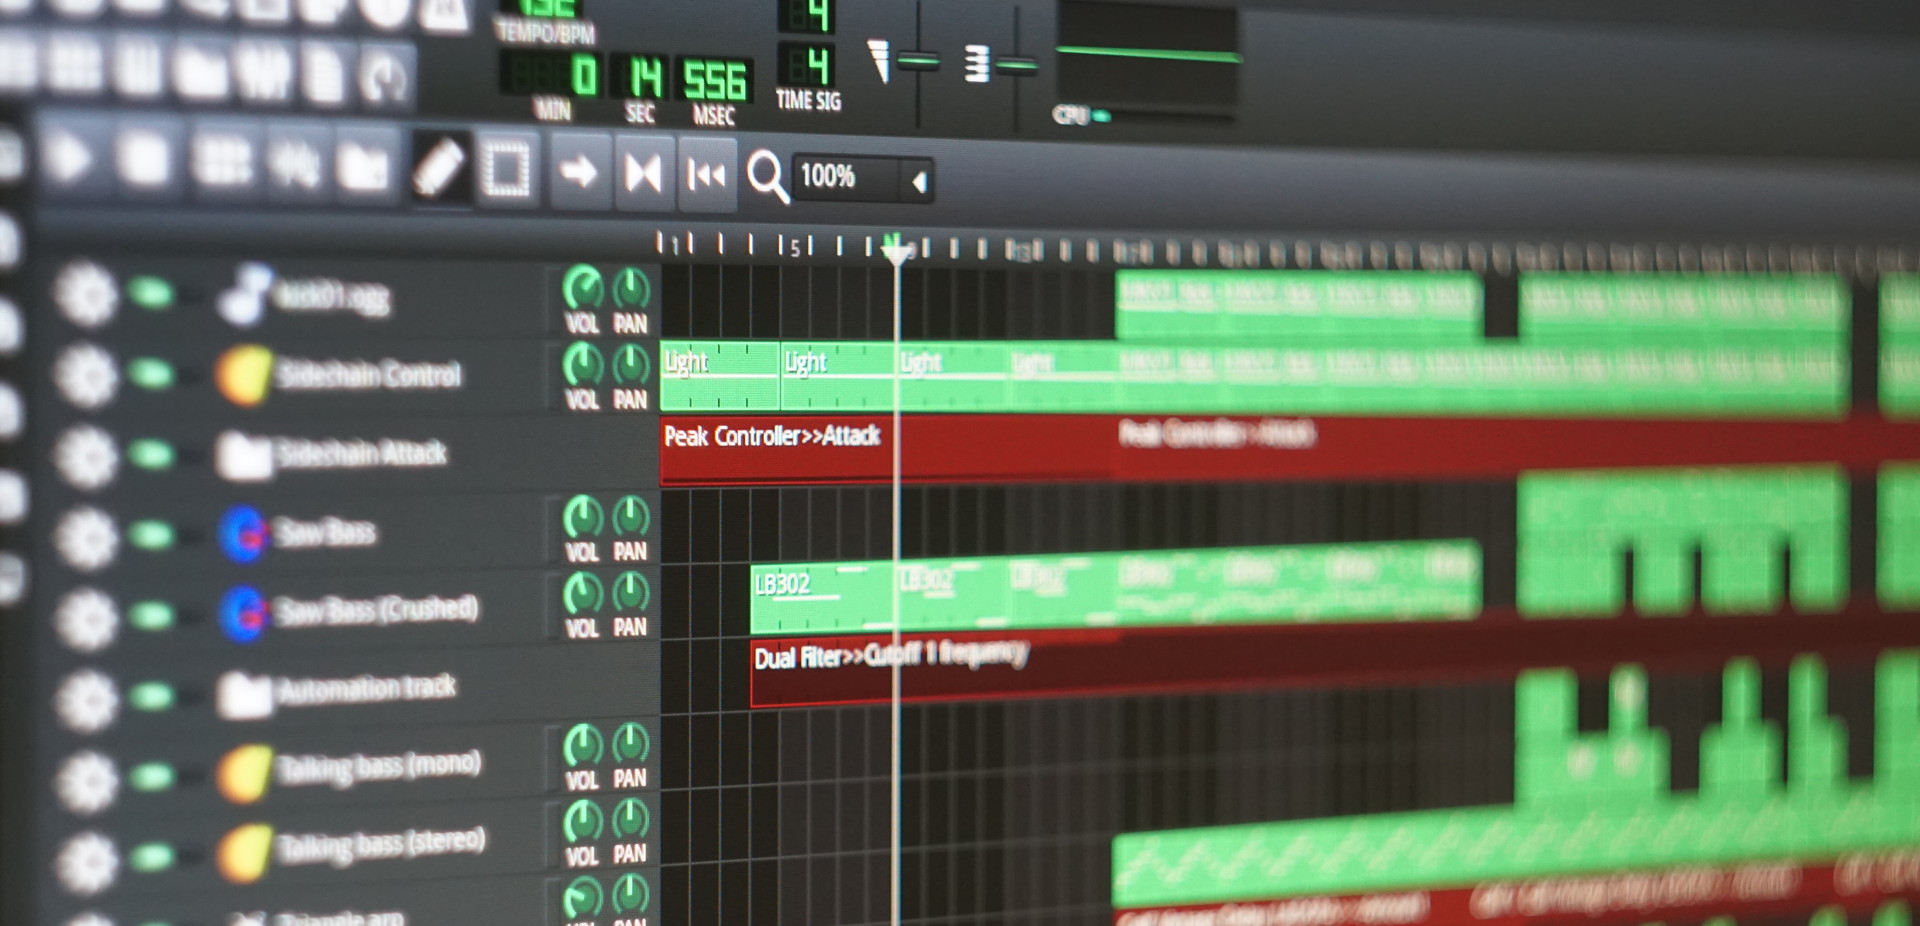 132
4
TEMPO/BPM
0 14 556
4
MIN SEC MSEC
TIME SIG
CPU
100%
1 5 9 13
kick01.ogg
VOL PAN
Sidechain Control
Light Light Light Light
VOL PAN
Sidechain Attack
Peak Controller>>Attack
Peak Controller>>Attack
Saw Bass
VOL PAN
Saw Bass (Crushed)
LB302 LB302 LB302
VOL PAN
Automation track
Dual Filter>>Cutoff 1 frequency
Talking bass (mono)
VOL PAN
Talking bass (stereo)
VOL PAN
Triangle arp
VOL PAN